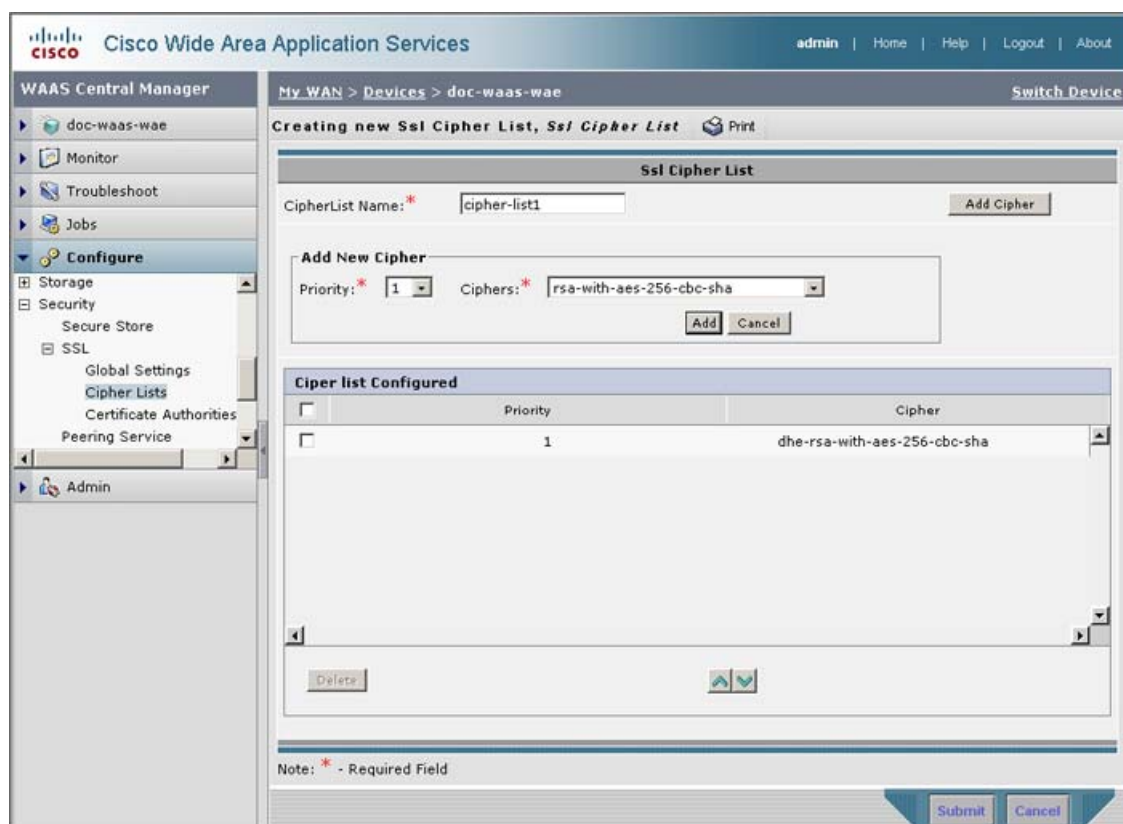 CISCO Cisco Wide Area Application Services admin | Home | Help | Logout | About
WAAS Central Manager
My WAN > Devices > doc-waas-wae Switch Device
doc-waas-wae
Monitor
Troubleshoot
Jobs
Configure
Storage
Security
Secure Store
SSL
Global Settings
Cipher Lists
Certificate Authorities
Peering Service
Admin
Creating new Ssl Cipher List, Ssl Cipher List Print
Ssl Cipher List
CipherList Name:* cipher-list1 Add Cipher
Add New Cipher
Priority:* 1 Ciphers:* rsa-with-aes-256-cbc-sha
Add Cancel
Ciper list Configured
Priority Cipher
1 dhe-rsa-with-aes-256-cbc-sha
Delete
Note: * - Required Field
Submit Cancel